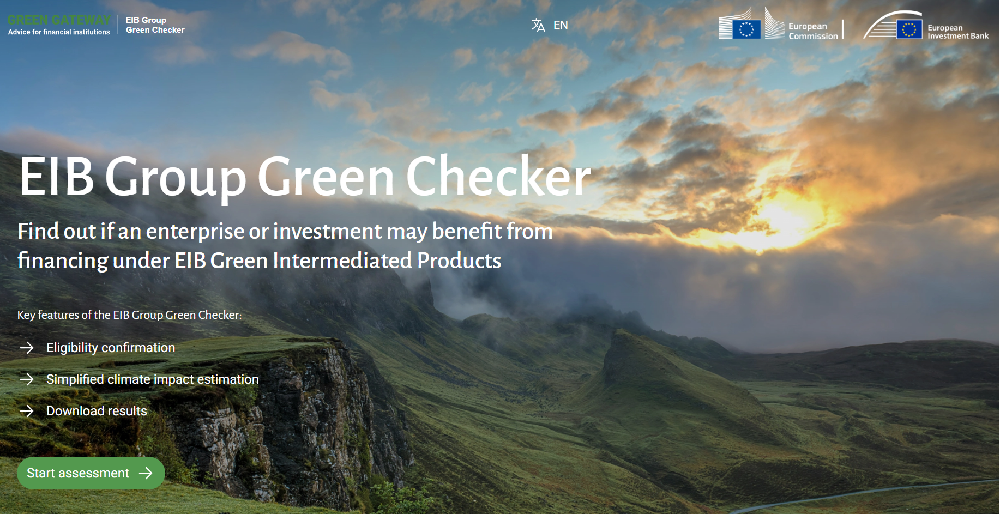 GREEN GATEWAY
Advice for financial institutions
EIB Group
Green Checker
EN
European
Commission
European
Investment Bank
EIB Group Green Checker
Find out if an enterprise or investment may benefit from
financing under EIB Green Intermediated Products
Key features of the EIB Group Green Checker:
Eligibility confirmation
Simplified climate impact estimation
Download results
Start assessment